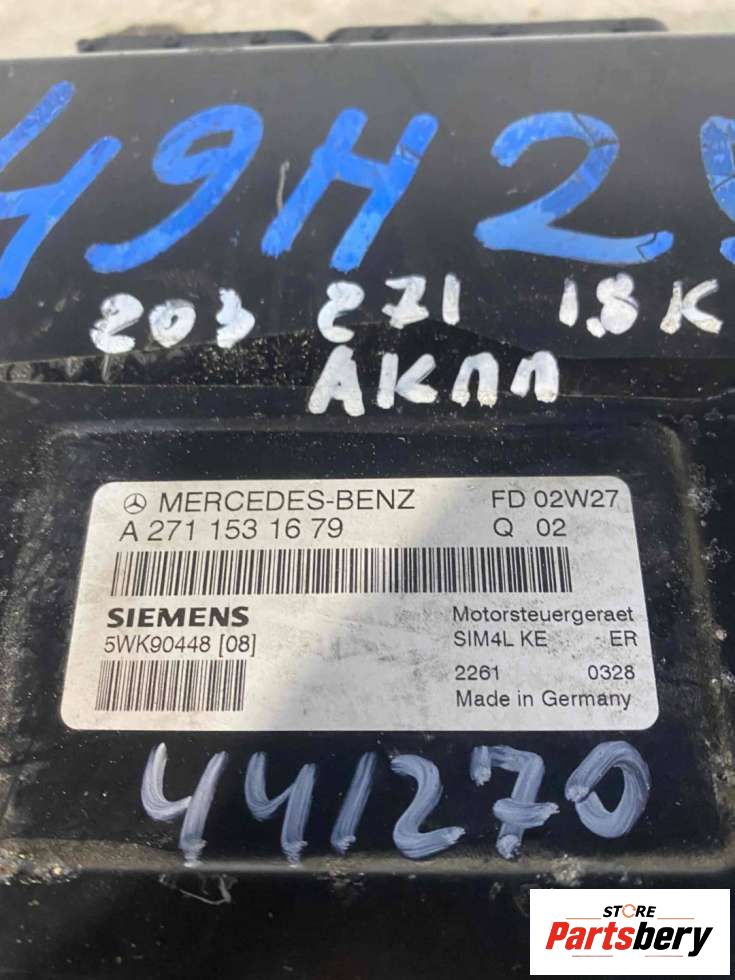 49H25
203 271 1.8K
АКПП
MERCEDES-BENZ FD 02W27
A 271 153 16 79 Q 02
SIEMENS Motorsteuergeraet
5WK90448 [08] SIM4L KE ER
2261 0328
Made in Germany
441270
STORE
Partsbery